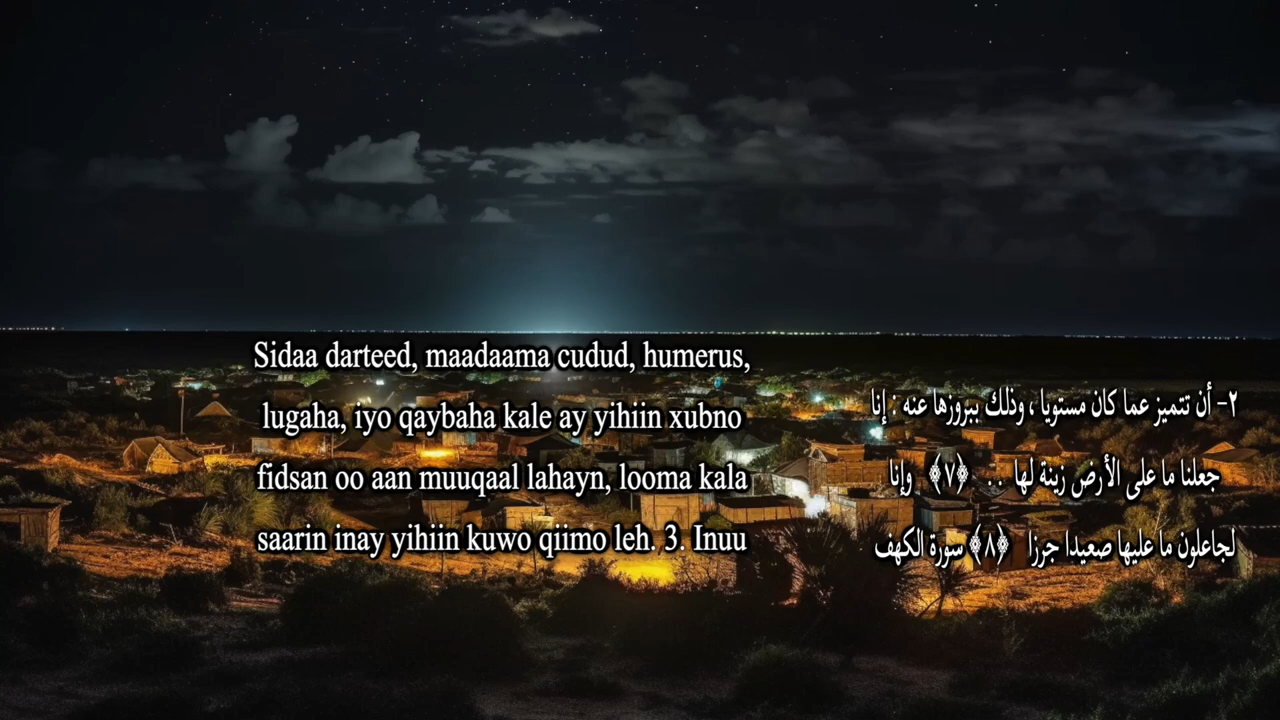 Sidaa darteed, maadaama cudud, humerus,
lugaha, iyo qaybaha kale ay yihiin xubno
fidsan oo aan muuqaal lahayn, looma kala
saarin inay yihiin kuwo qiimo leh. 3. Inuu
٢- أن تتميز عما كان مستويا ، وذلك ببروزها عنه : إنا
جعلنا ما على الأرض زينة لها . . ﴿٧﴾ وإنا
لجاعلون ما عليها صعيدا جرزا ﴿٨﴾ سورة الكهف